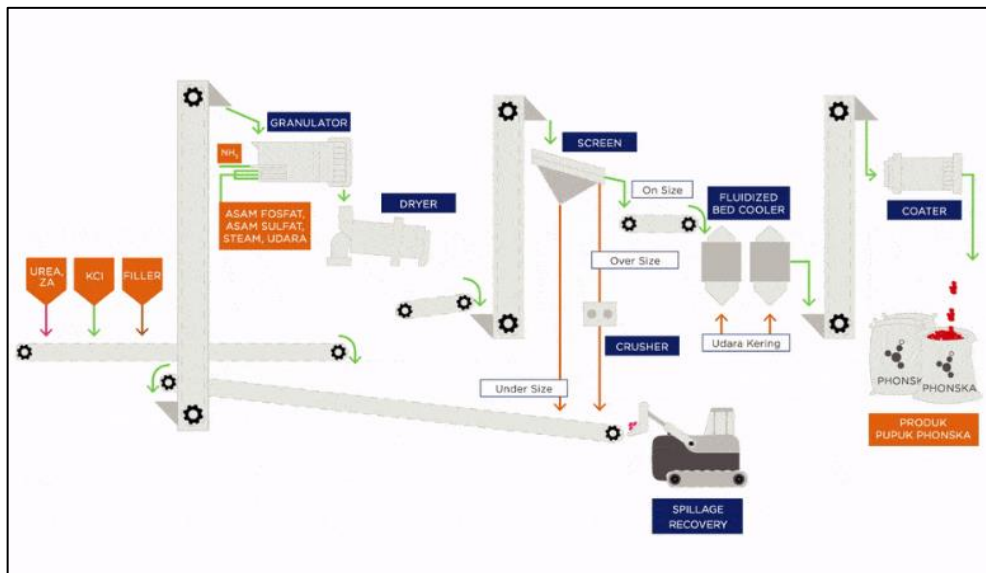 GRANULATOR
NH3
ASAM FOSFAT,
ASAM SULFAT,
STEAM, UDARA
DRYER
UREA,
ZA
KCl
FILLER
SCREEN
On Size
Over Size
Under Size
CRUSHER
FLUIDIZED
BED COOLER
Udara Kering
SPILLAGE
RECOVERY
COATER
PHONSKA
PHONSKA
PRODUK
PUPUK PHONSKA